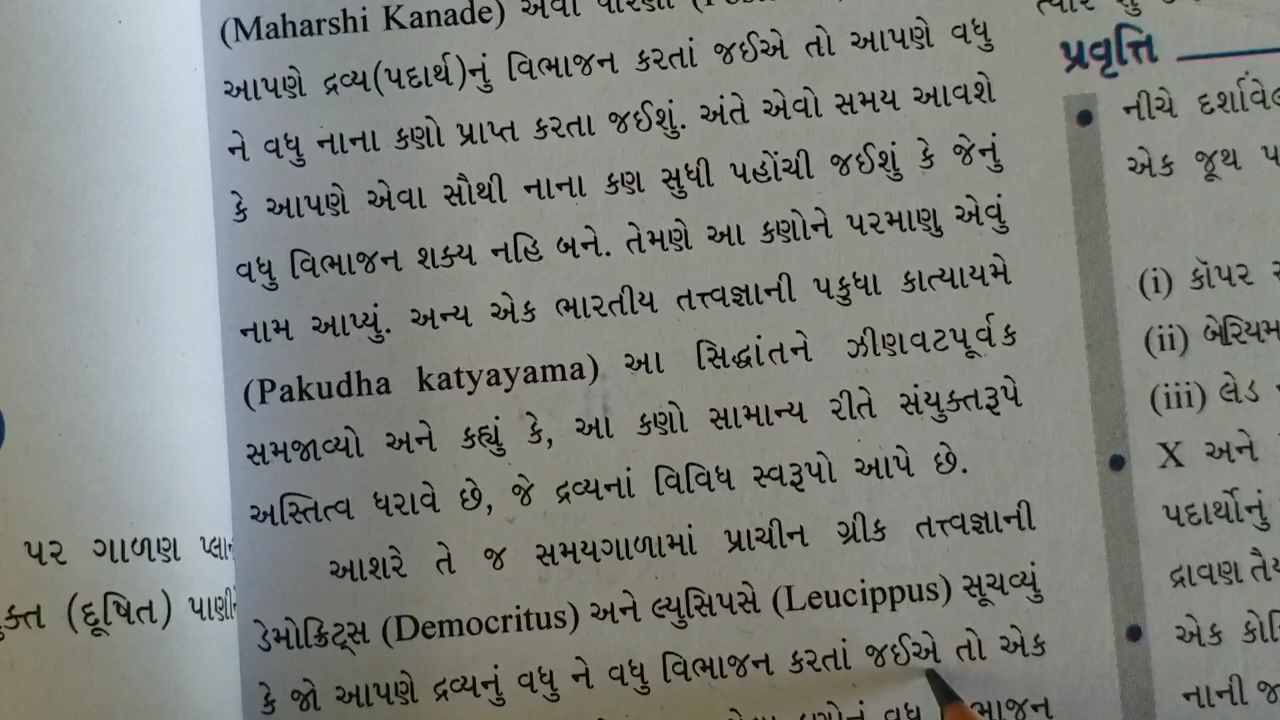 (Maharshi Kanade) એવી
આપણે દ્રવ્ય(પદાર્થ)નું વિભાજન કરતાં જઈએ તો આપણે વધુ
ને વધુ નાના કણો પ્રાપ્ત કરતા જઈશું. અંતે એવો સમય આવશે
કે આપણે એવા સૌથી નાના કણ સુધી પહોંચી જઈશું કે જેનું
વધુ વિભાજન શક્ય નહિ બને. તેમણે આ કણોને પરમાણુ એવું
નામ આપ્યું. અન્ય એક ભારતીય તત્ત્વજ્ઞાની પકુધા કાત્યાયમે
(Pakudha katyayama) આ સિદ્ધાંતને ઝીણવટપૂર્વક
સમજાવ્યો અને કહ્યું કે, આ કણો સામાન્ય રીતે સંયુક્તરૂપે
અસ્તિત્વ ધરાવે છે, જે દ્રવ્યનાં વિવિધ સ્વરૂપો આપે છે.
આશરે તે જ સમયગાળામાં પ્રાચીન ગ્રીક તત્ત્વજ્ઞાની
ડેમોક્રિટ્સ (Democritus) અને લ્યુસિપસે (Leucippus) સૂચવ્યું
કે જો આપણે દ્રવ્યનું વધુ ને વધુ વિભાજન કરતાં જઈએ તો એક
પર ગાળણ
(દૂષિત)
પ્રવૃત્તિ
• નીચે
એક જૂથ
(i) કૉપર
(ii)
(iii) લેડ
• X અને
પદાર્થોનું
દ્રાવણ
• એક
નાની